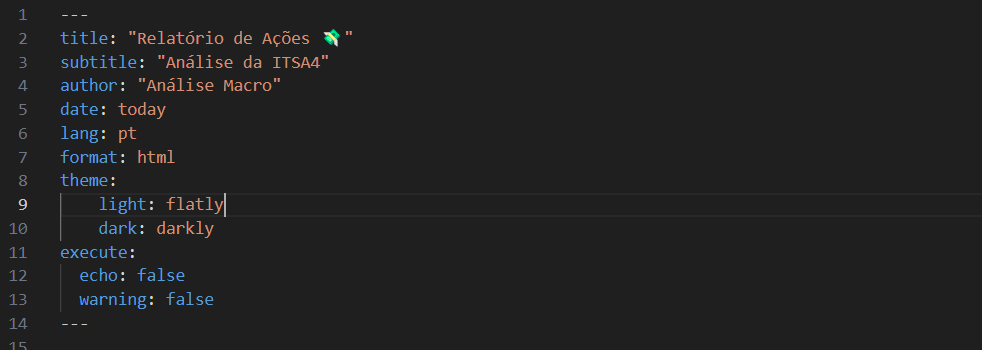 1 ---
2 title: "Relatório de Ações 💸"
3 subtitle: "Análise da ITSA4"
4 author: "Análise Macro"
5 date: today
6 lang: pt
7 format: html
8 theme:
9     light: flatly
10     dark: darkly
11 execute:
12   echo: false
13   warning: false
14 ---
15